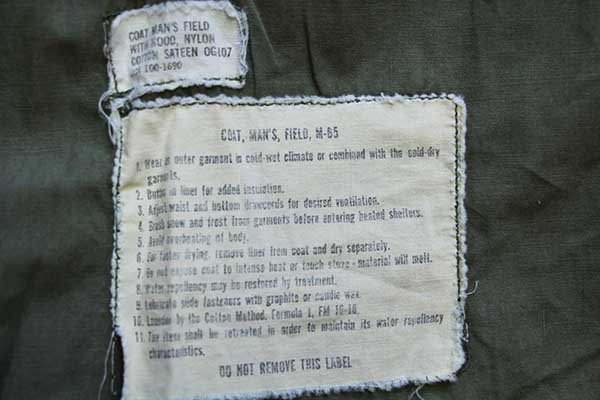 COAT MAN'S FIELD
WITH HOOD, NYLON
COTTON SATEEN OG107
100-1690
COAT, MAN'S, FIELD, M-65
1. Wear as outer garment in cold-wet climate or combined with the cold-dry
garments.
2. Button in liner for added insulation.
3. Adjust waist and bottom drawcords for desired ventilation.
4. Brush snow and frost from garments before entering heated shelters.
5. Avoid overheating of body.
6. For faster drying, remove liner from coat and dry separately.
7. Do not expose coat to intense heat or touch stove - material will melt.
8. Water repellency may be restored by treatment.
9. Lubricate slide fasteners with graphite or candle wax.
10. Launder by the Cotton Method, Formula 1, FM 10-16.
11. The item shall be retreated in order to maintain its water repellency
characteristics.
DO NOT REMOVE THIS LABEL